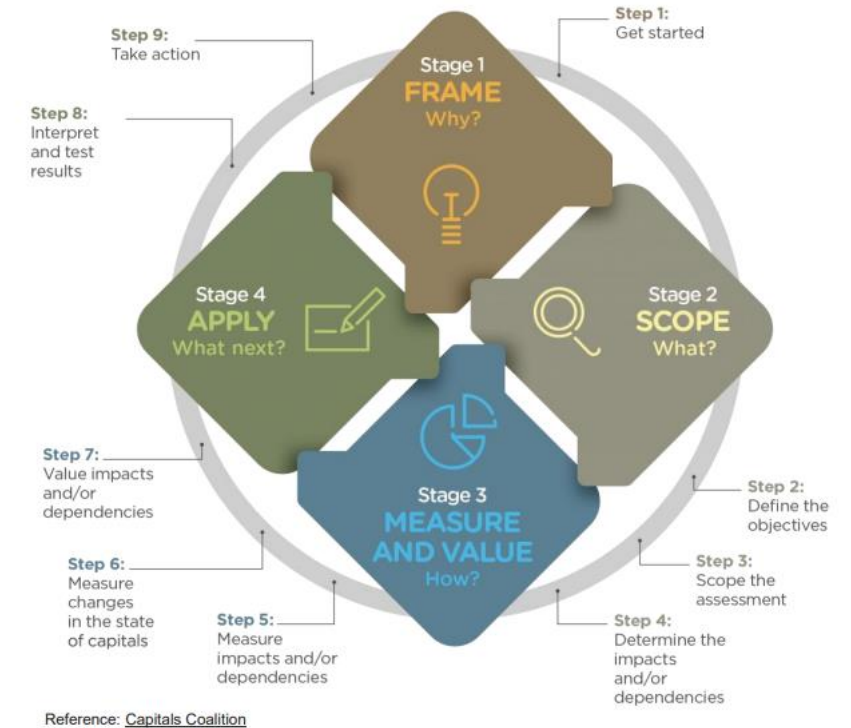 Stage 1
FRAME
Why?
Step 1:
Get started
Stage 2
SCOPE
What?
Step 2:
Define the
objectives
Step 3:
Scope the
assessment
Step 4:
Determine the
impacts
and/or
dependencies
Stage 3
MEASURE
AND VALUE
How?
Step 5:
Measure
impacts and/or
dependencies
Step 6:
Measure
changes
in the state
of capitals
Step 7:
Value impacts
and/or
dependencies
Stage 4
APPLY
What next?
Step 8:
Interpret
and test
results
Step 9:
Take action
Reference: Capitals Coalition